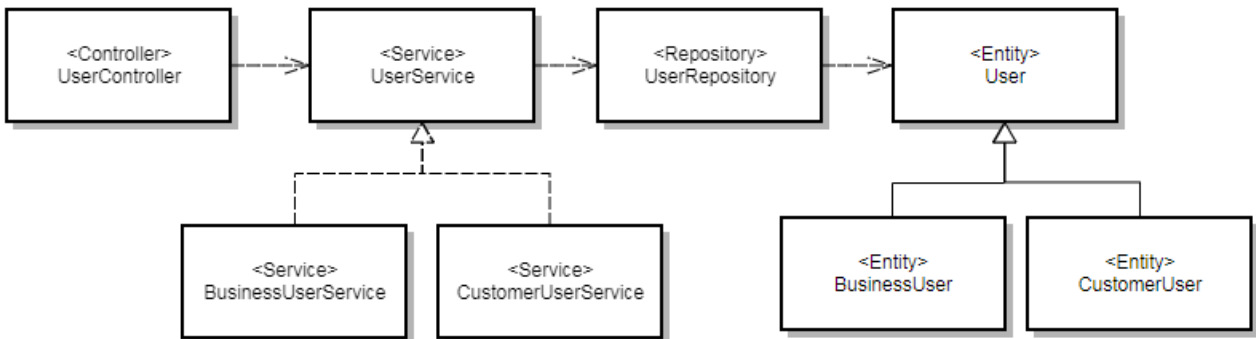 <Controller>
UserController
<Service>
UserService
<Repository>
UserRepository
<Entity>
User
<Service>
BusinessUserService
<Service>
CustomerUserService
<Entity>
BusinessUser
<Entity>
CustomerUser